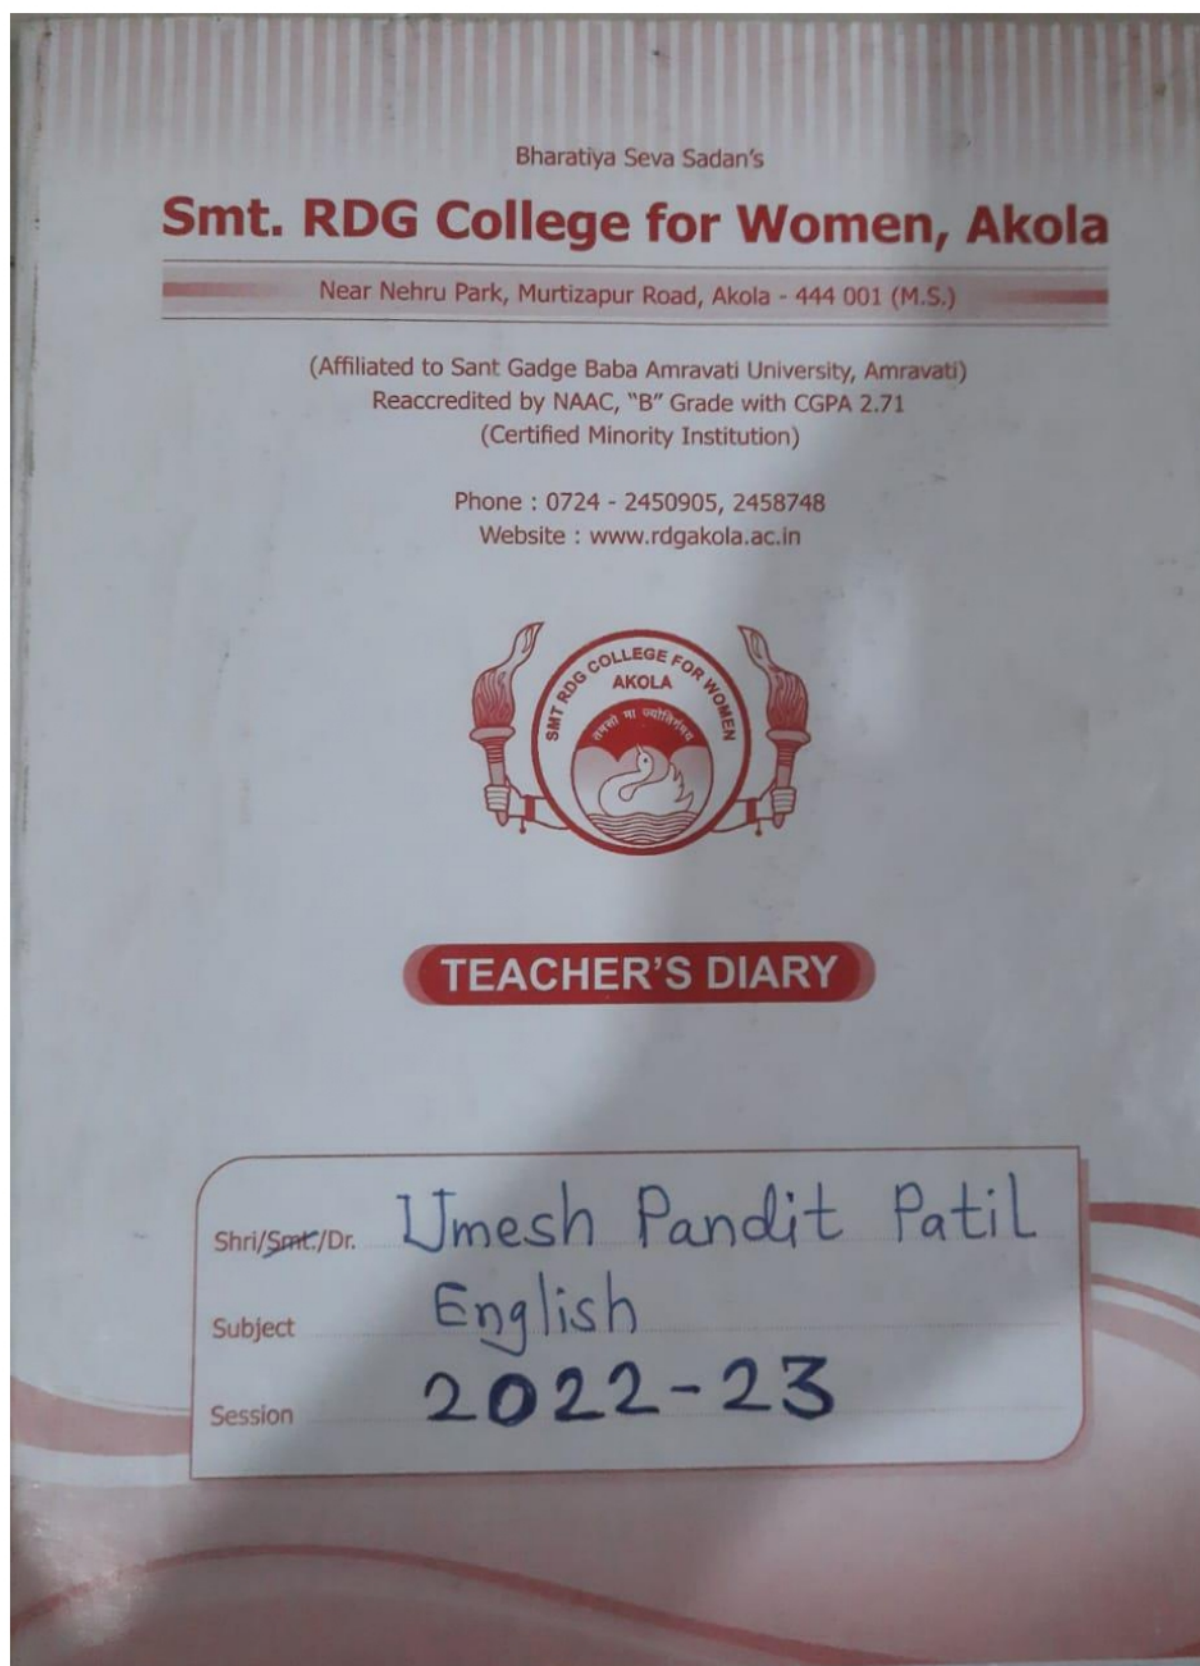 Bharatiya Seva Sadan's
Smt. RDG College for Women, Akola
Near Nehru Park, Murtizapur Road, Akola - 444 001 (M.S.)
(Affiliated to Sant Gadge Baba Amravati University, Amravati)
Reaccredited by NAAC, "B" Grade with CGPA 2.71
(Certified Minority Institution)
Phone : 0724 - 2450905, 2458748
Website : www.rdgakola.ac.in
SMT RDG COLLEGE FOR WOMEN
AKOLA
तमसो मा ज्योतिर्गमय
TEACHER'S DIARY
Shri/Smt./Dr. Umesh Pandit Patil
Subject English
Session 2022-23